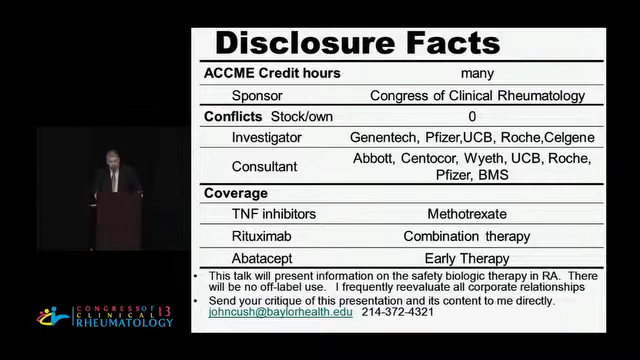 Disclosure Facts
ACCME Credit hours many
Sponsor Congress of Clinical Rheumatology
Conflicts Stock/own 0
Investigator Genentech, Pfizer,UCB, Roche,Celgene
Consultant Abbott, Centocor, Wyeth, UCB, Roche,
Pfizer, BMS
Coverage
TNF inhibitors Methotrexate
Rituximab Combination therapy
Abatacept Early Therapy
• This talk will present information on the safety biologic therapy in RA. There
will be no off-label use. I frequently reevaluate all corporate relationships
• Send your critique of this presentation and its content to me directly.
johncush@baylorhealth.edu 214-372-4321
CONGRESS OF 13
CLINICAL
RHEUMATOLOGY